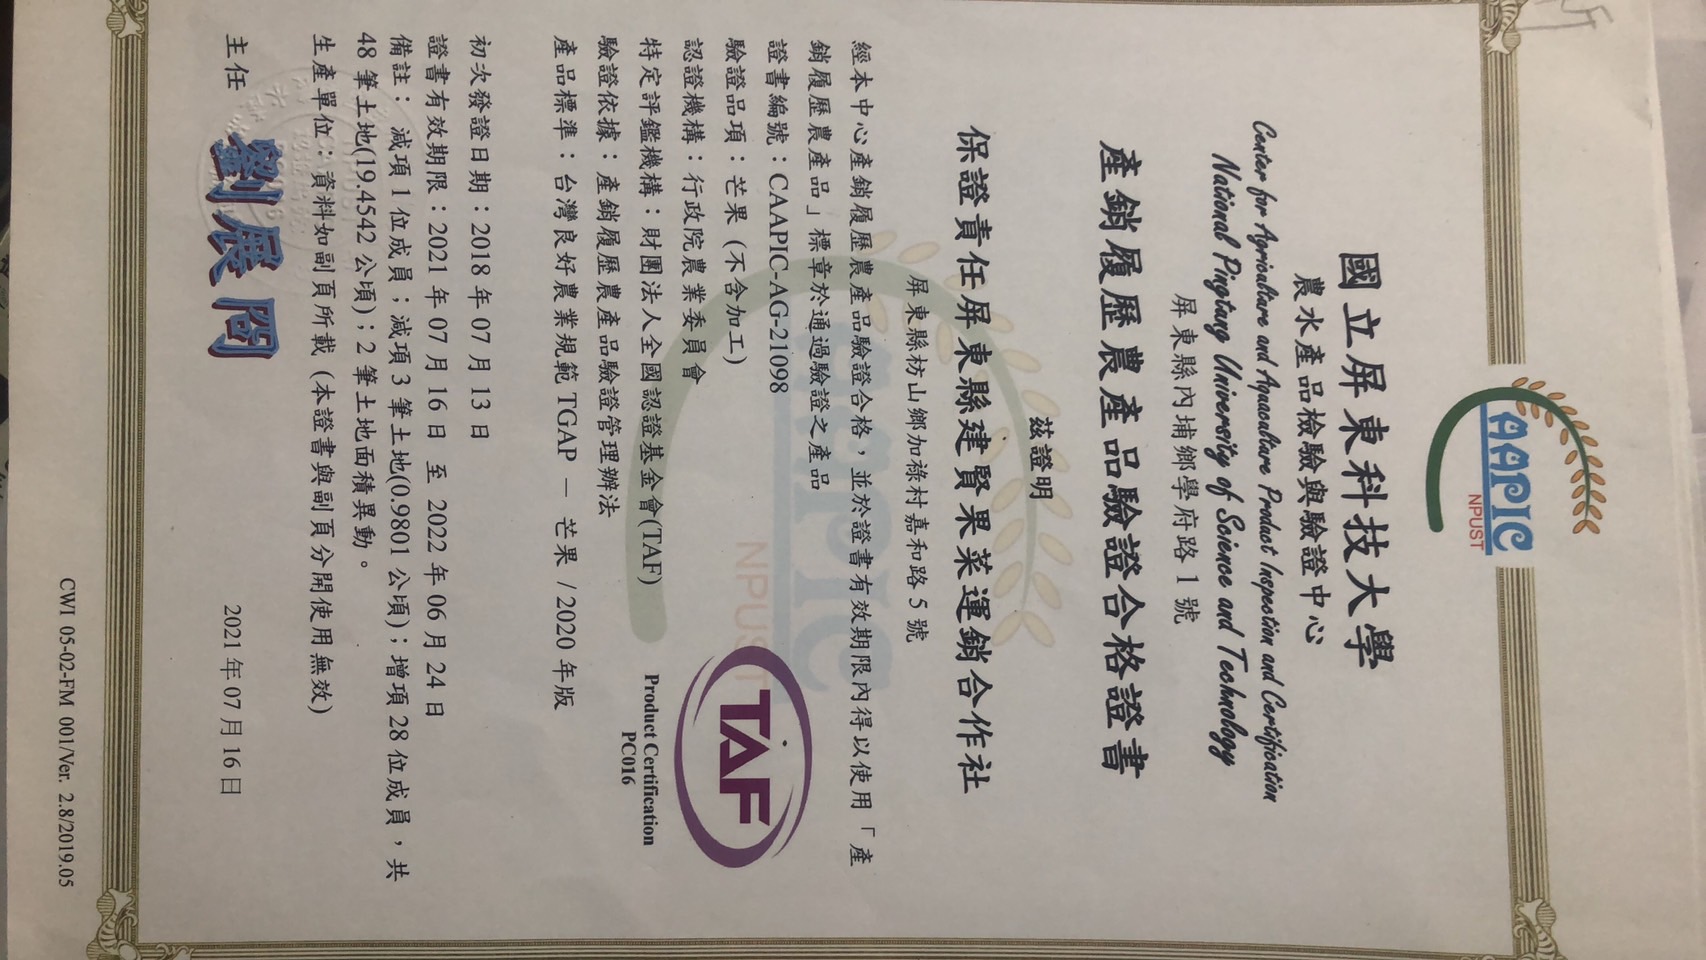 CAAPIC
NPUST
國立屏東科技大學
農水產品檢驗與驗證中心
Center for Agriculture and Aquaculture Product Inspection and Certification
National Pingtung University of Science and Technology
屏東縣內埔鄉學府路 1 號
產銷履歷農產品驗證合格證書
茲證明
保證責任屏東縣建賢果菜運銷合作社
屏東縣枋山鄉加祿村嘉和路 5 號
經本中心產銷履歷農產品驗證合格，並於證書有效期限內得以使用「產
銷履歷農產品」標章於通過驗證之產品
證書編號：CAAPIC-AG-21098
驗證品項：芒果 (不含加工)
認證機構：行政院農業委員會
特定評鑑機構：財團法人全國認證基金會(TAF)
驗證依據：產銷履歷農產品驗證管理辦法
產品標準：台灣良好農業規範 TGAP － 芒果 / 2020 年版
TAF
Product Certification
PC016
初次發證日期：2018 年 07 月 13 日
證書有效期限：2021 年 07 月 16 日 至 2022 年 06 月 24 日
備註： 減項 1 位成員；減項 3 筆土地(0.9801 公頃)；增項 28 位成員，共
48 筆土地(19.4542 公頃)；2 筆土地面積異動。
生產單位：資料如副頁所載 (本證書與副頁分開使用無效)
主任 劉展冏
2021 年 07 月 16 日
CWI 05-02-FM 001/Ver. 2.8/2019.05